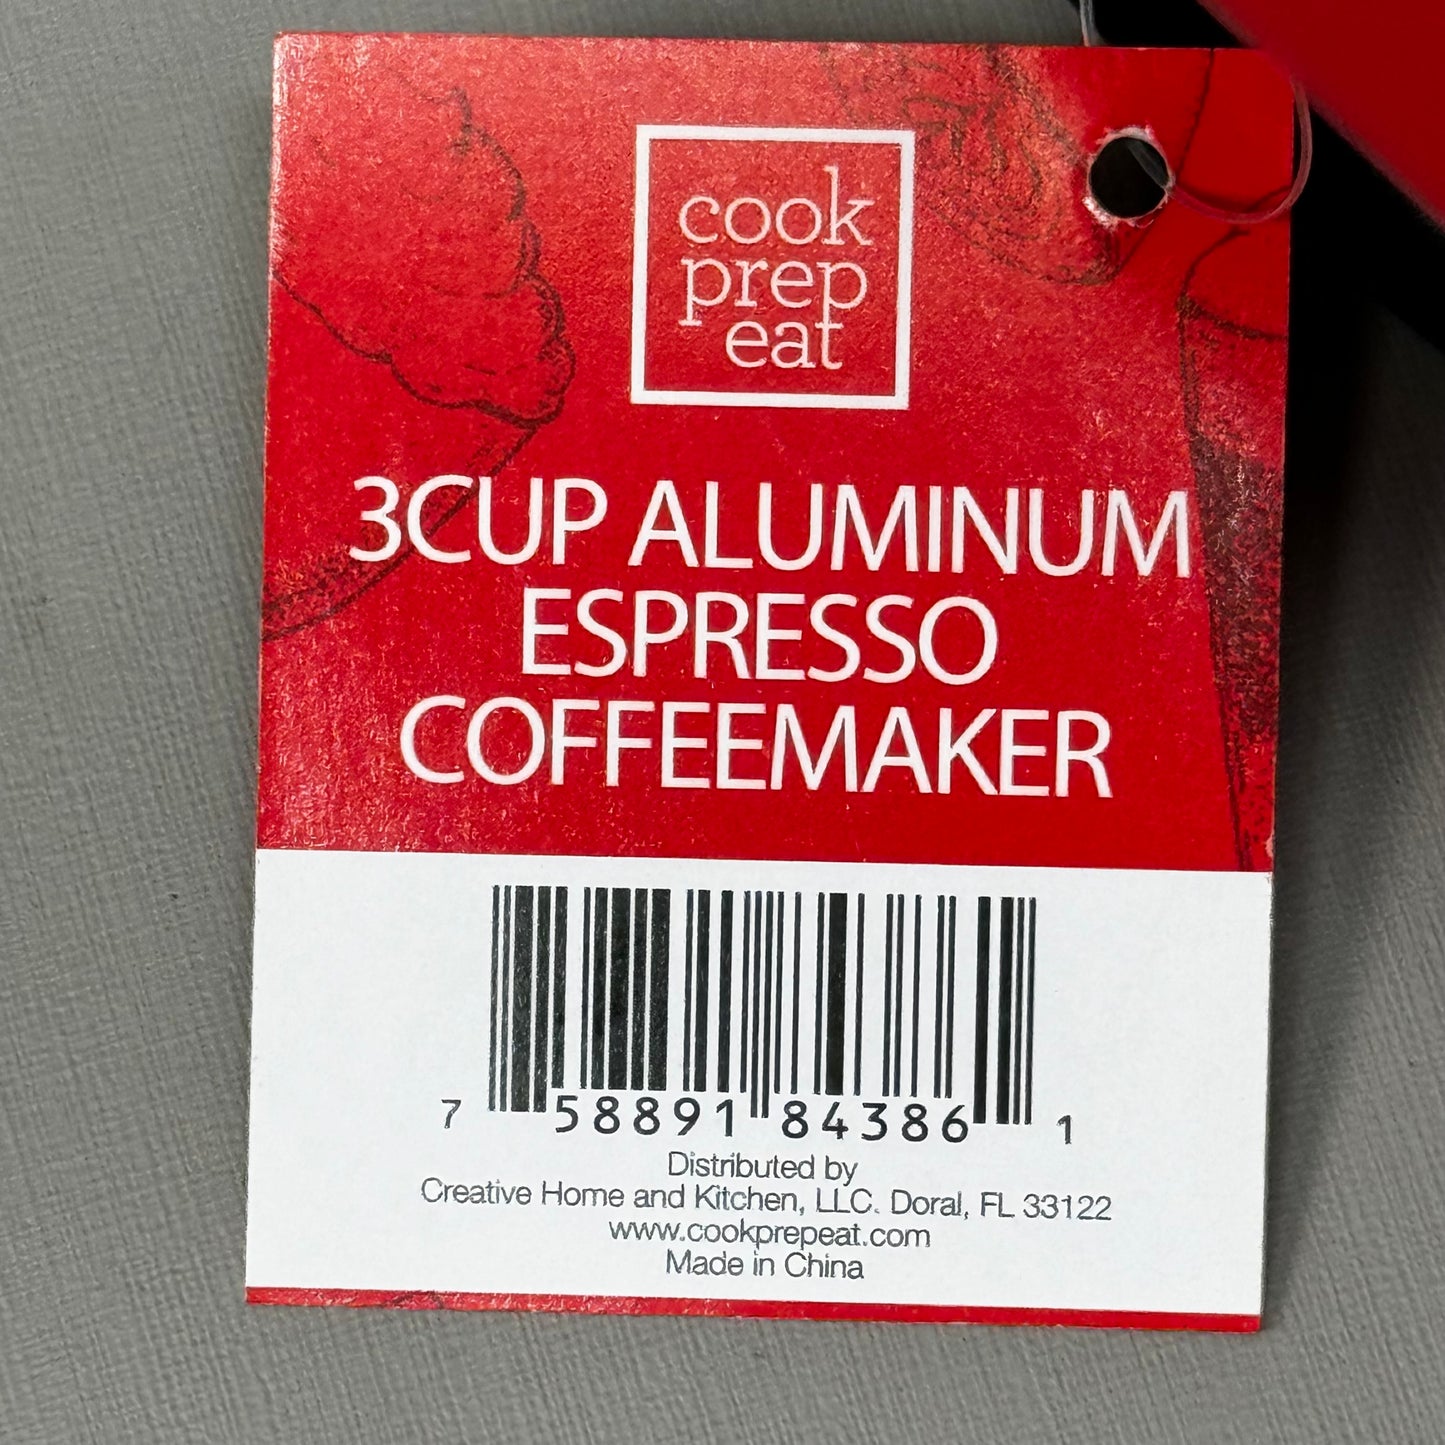 cook
prep
eat
3CUP ALUMINUM
ESPRESSO
COFFEEMAKER
7 58891 84386 1
Distributed by
Creative Home and Kitchen, LLC. Doral, FL 33122
www.cookprepeat.com
Made in China